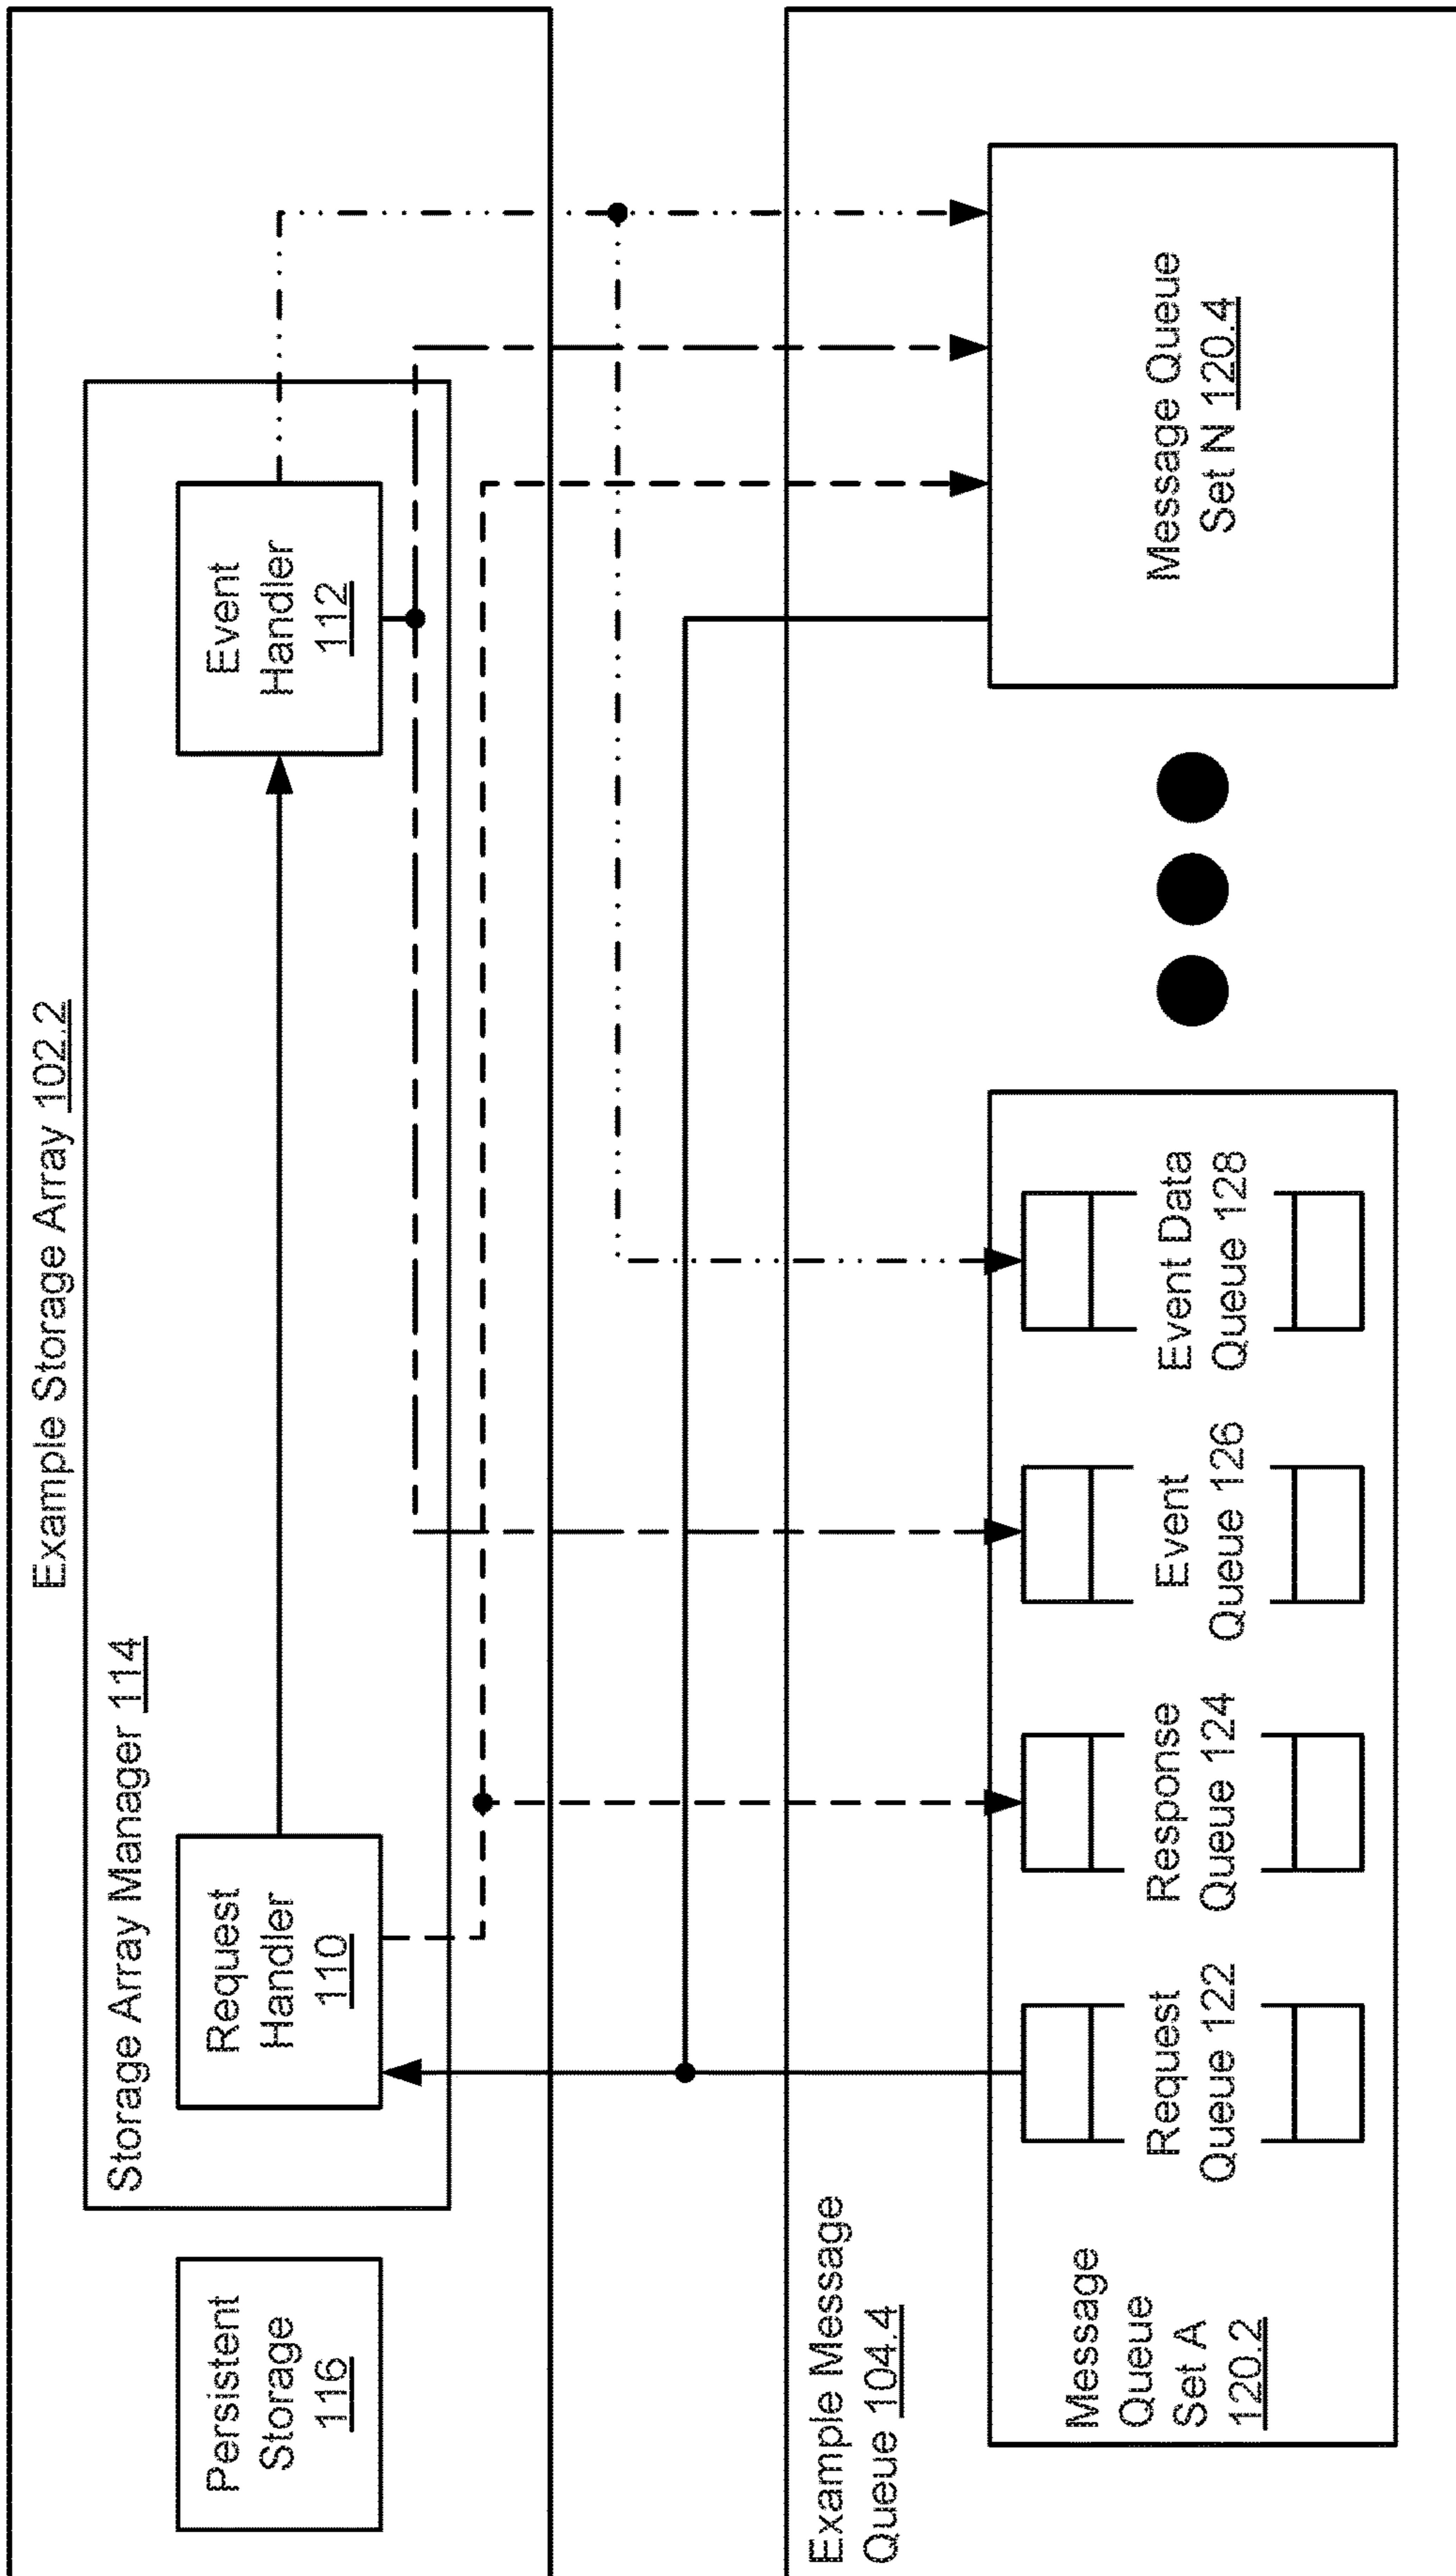 Example Storage Array 102.2
Storage Array Manager 114
Persistent
Storage
116
Request
Handler
110
Event
Handler
112
Example Message
Queue 104.4
Message
Queue
Set A
120.2
Request
Queue 122
Response
Queue 124
Event
Queue 126
Event Data
Queue 128
Message Queue
Set N 120.4